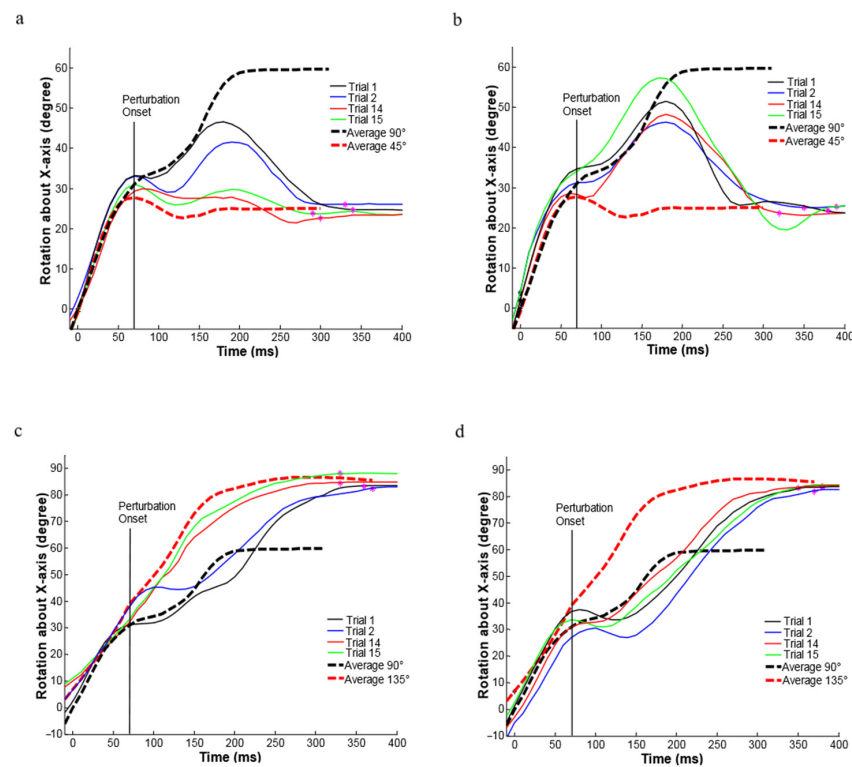 a
Rotation about X-axis (degree)
60
50
40
30
20
10
0
Perturbation
Onset
Trial 1
Trial 2
Trial 14
Trial 15
Average 90°
Average 45°
0 50 100 150 200 250 300 350 400
Time (ms)
b
Rotation about X-axis (degree)
60
50
40
30
20
10
0
Perturbation
Onset
Trial 1
Trial 2
Trial 14
Trial 15
Average 90°
Average 45°
0 50 100 150 200 250 300 350 400
Time (ms)
c
Rotation about X-axis (degree)
90
80
70
60
50
40
30
20
10
0
−10
Perturbation
Onset
Trial 1
Trial 2
Trial 14
Trial 15
Average 90°
Average 135°
0 50 100 150 200 250 300 350 400
Time (ms)
d
Rotation about X-axis (degree)
90
80
70
60
50
40
30
20
10
0
−10
Perturbation
Onset
Trial 1
Trial 2
Trial 14
Trial 15
Average 90°
Average 135°
0 50 100 150 200 250 300 350 400
Time (ms)